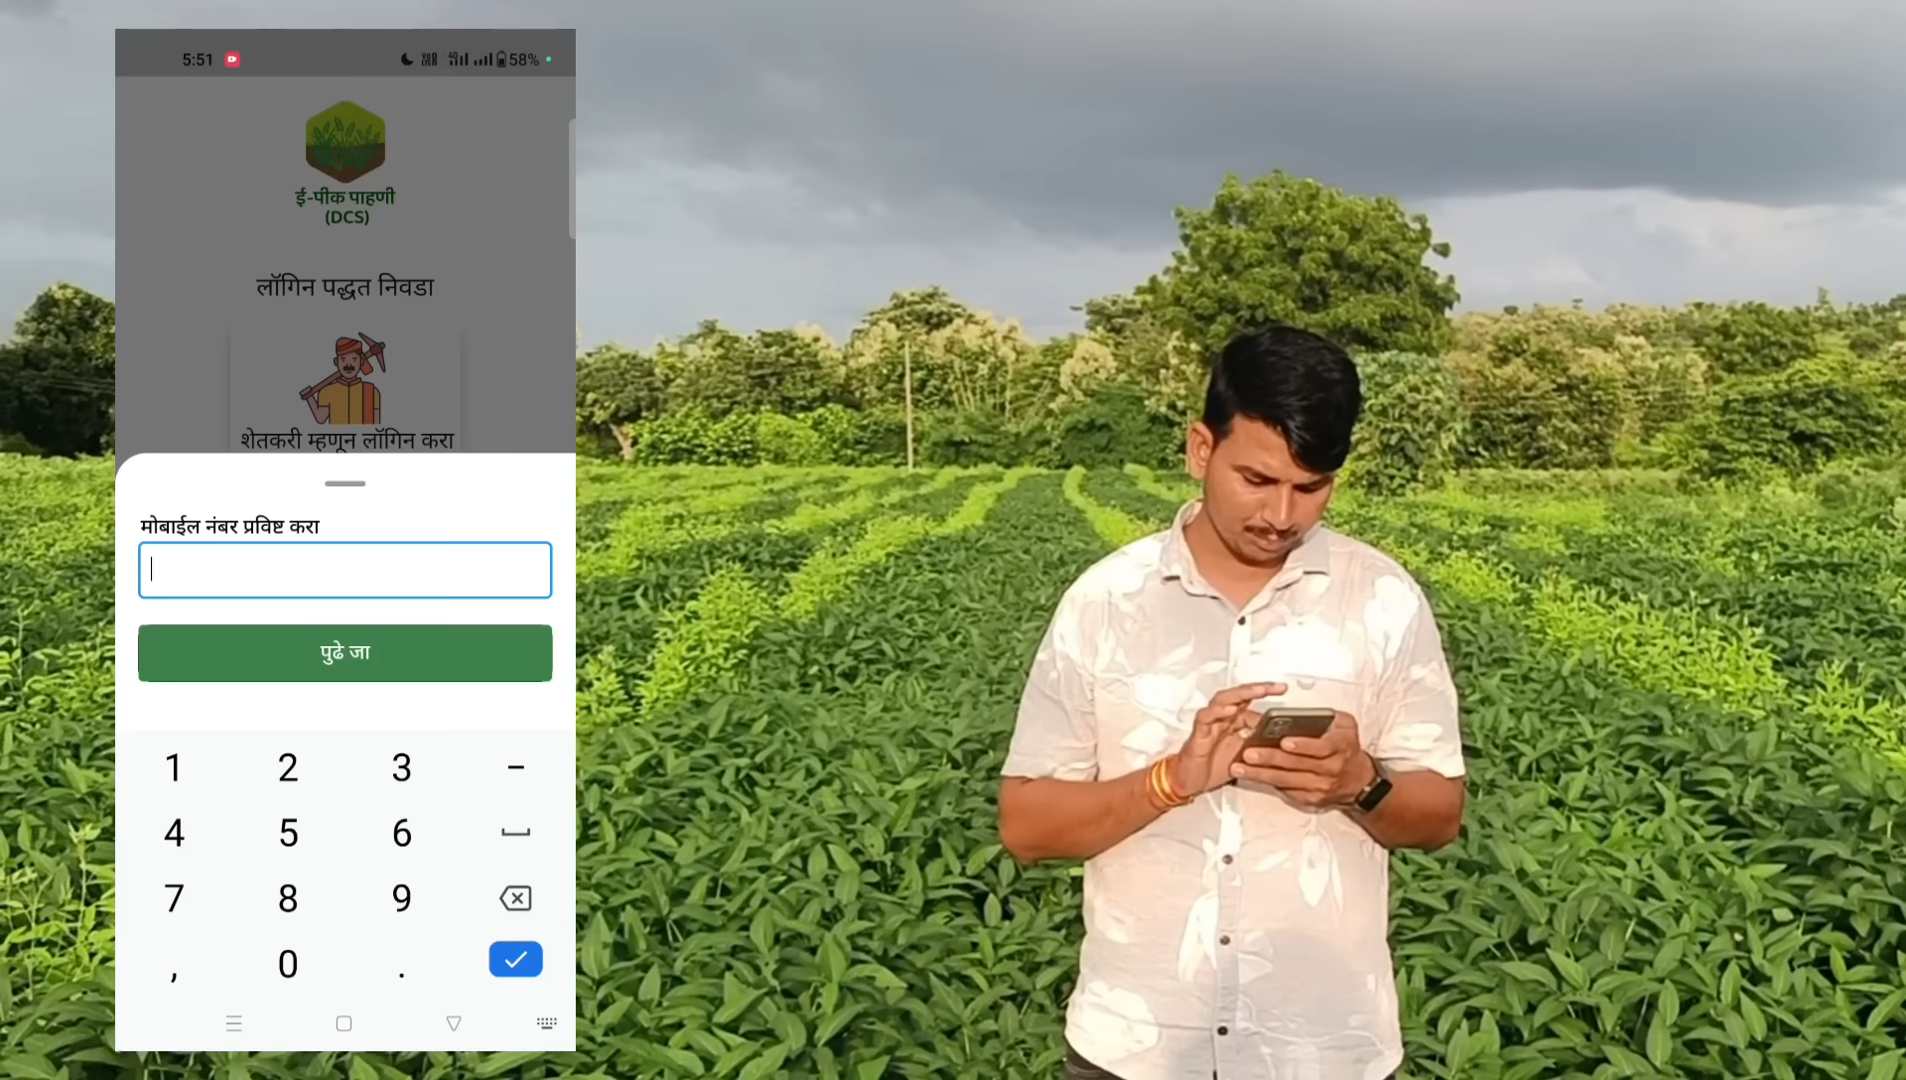 5:51
58%
ई-पीक पाहणी
(DCS)
लॉगिन पद्धत निवडा
शेतकरी म्हणून लॉगिन करा
मोबाईल नंबर प्रविष्ट करा
पुढे जा
1 2 3 -
4 5 6
7 8 9
, 0 .